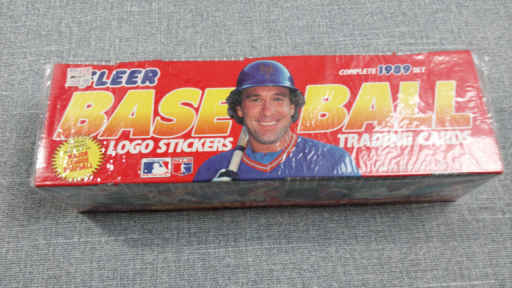 FLEER
COMPLETE 1989 SET
BASEBALL
LOGO STICKERS
TRADING CARDS